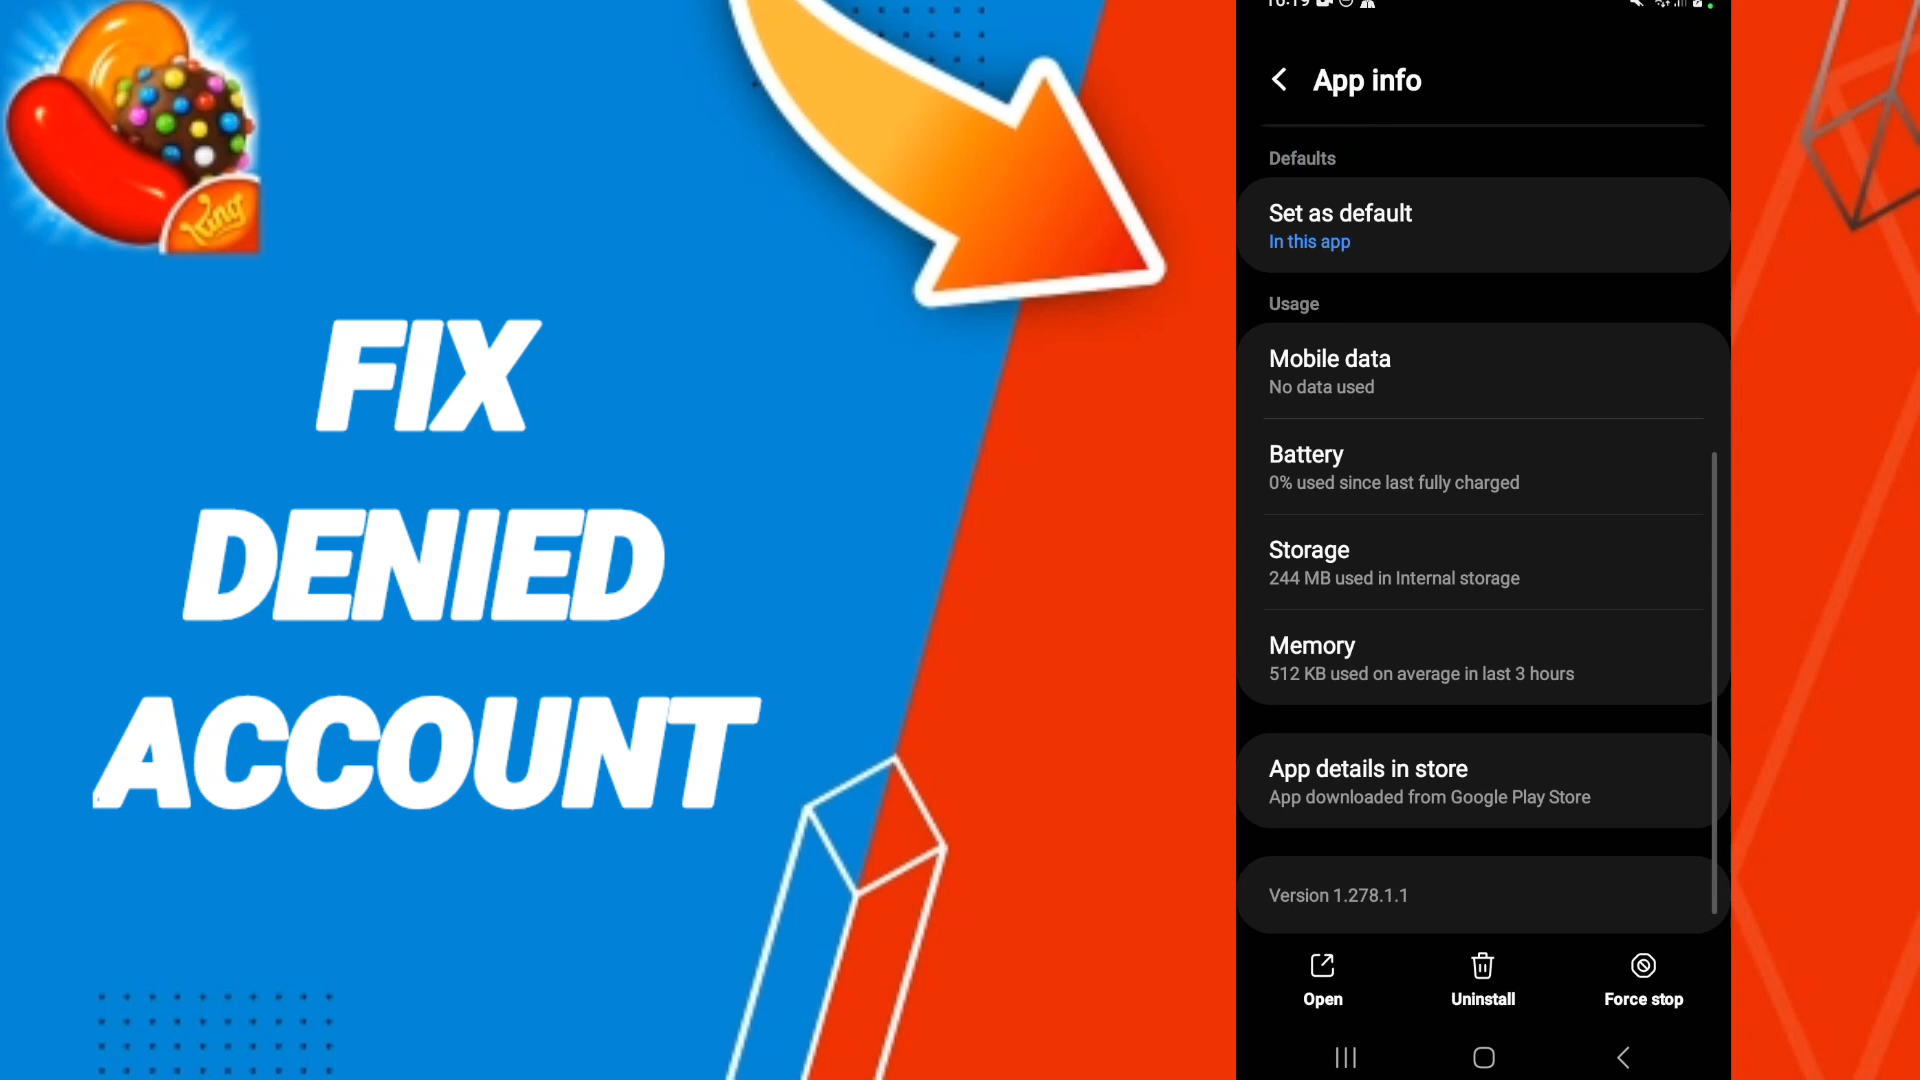 King
FIX
DENIED
ACCOUNT
16:19
App info
Defaults
Set as default
In this app
Usage
Mobile data
No data used
Battery
0% used since last fully charged
Storage
244 MB used in Internal storage
Memory
512 KB used on average in last 3 hours
App details in store
App downloaded from Google Play Store
Version 1.278.1.1
Open
Uninstall
Force stop